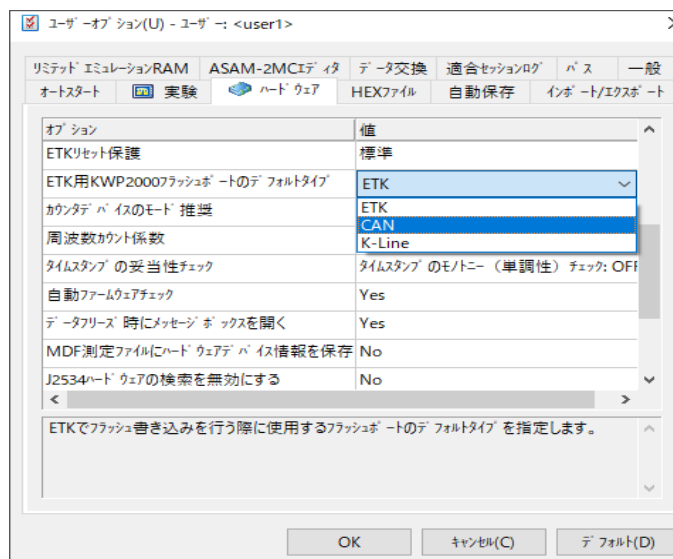 ﾕｰｻﾞｰｵﾌﾟｼｮﾝ(U) - ﾕｰｻﾞｰ: <user1>
ﾘﾐﾃｯﾄﾞｴﾐｭﾚｰｼｮﾝRAM ASAM-2MCｴﾃﾞｨﾀ ﾃﾞｰﾀ交換 適合ｾｯｼｮﾝﾛｸﾞ ﾊﾟｽ 一般
ｵｰﾄｽﾀｰﾄ 実験 ﾊｰﾄﾞｳｪｱ HEXﾌｧｲﾙ 自動保存 ｲﾝﾎﾟｰﾄ/ｴｸｽﾎﾟｰﾄ
ｵﾌﾟｼｮﾝ 値
ETKﾘｾｯﾄ保護 標準
ETK用KWP2000ﾌﾗｯｼｭﾎﾟｰﾄのﾃﾞﾌｫﾙﾄﾀｲﾌﾟ ETK
ETK
ｶｳﾝﾀﾃﾞﾊﾞｲｽのﾓｰﾄﾞ推奨
CAN
周波数ｶｳﾝﾄ係数 K-Line
ﾀｲﾑｽﾀﾝﾌﾟの妥当性ﾁｪｯｸ ﾀｲﾑｽﾀﾝﾌﾟのﾓﾉﾄﾆｰ（単調性）ﾁｪｯｸ: OFF
自動ﾌｧｰﾑｳｪｱﾁｪｯｸ Yes
ﾃﾞｰﾀﾌﾘｰｽﾞ時にﾒｯｾｰｼﾞﾎﾞｯｸｽを開く Yes
MDF測定ﾌｧｲﾙにﾊｰﾄﾞｳｪｱﾃﾞﾊﾞｲｽ情報を保存 No
J2534ﾊｰﾄﾞｳｪｱの検索を無効にする No
ETKでﾌﾗｯｼｭ書き込みを行う際に使用するﾌﾗｯｼｭﾎﾟｰﾄのﾃﾞﾌｫﾙﾄﾀｲﾌﾟを指定します。
OK ｷｬﾝｾﾙ(C) ﾃﾞﾌｫﾙﾄ(D)